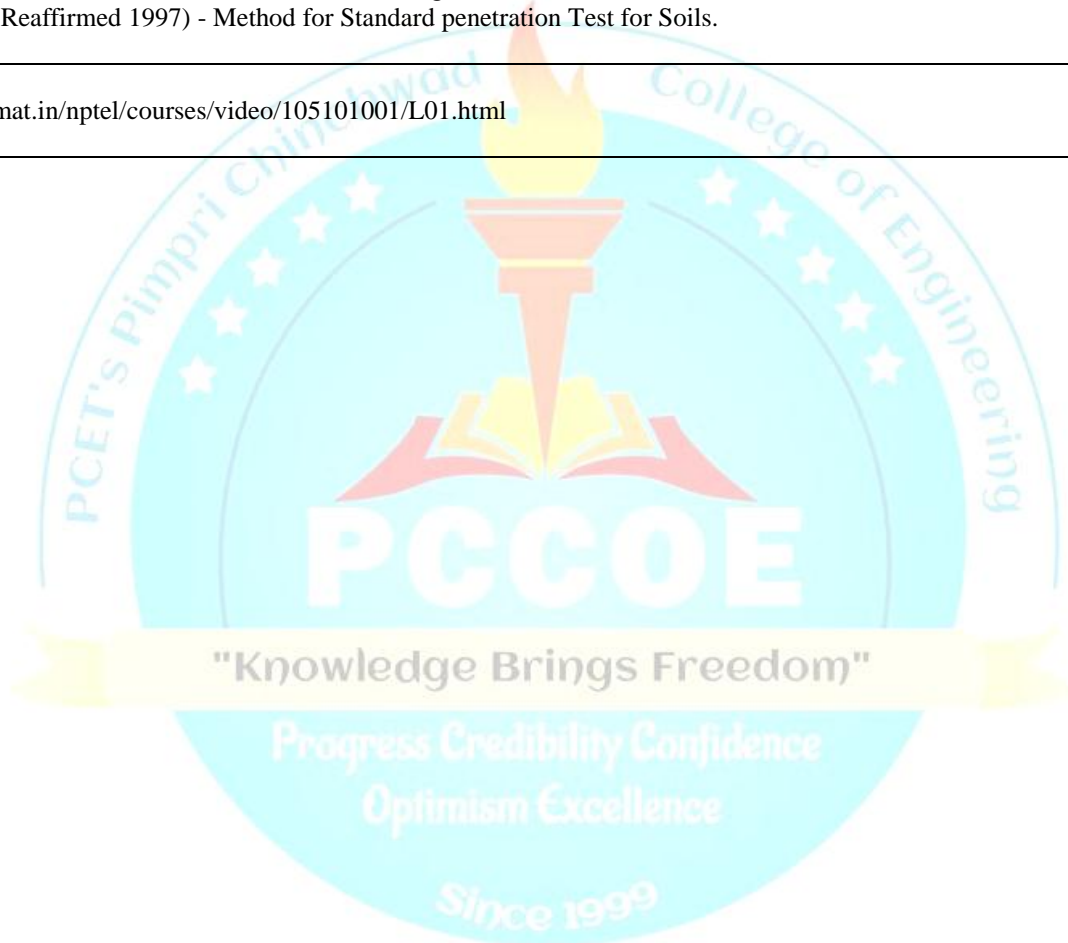 Reaffirmed 1997) - Method for Standard penetration Test for Soils.
mat.in/nptel/courses/video/105101001/L01.html
PCET's Pimpri Chinchwad College of Engineering
PCCOE
"Knowledge Brings Freedom"
Progress Credibility Confidence
Optimism Excellence
Since 1999